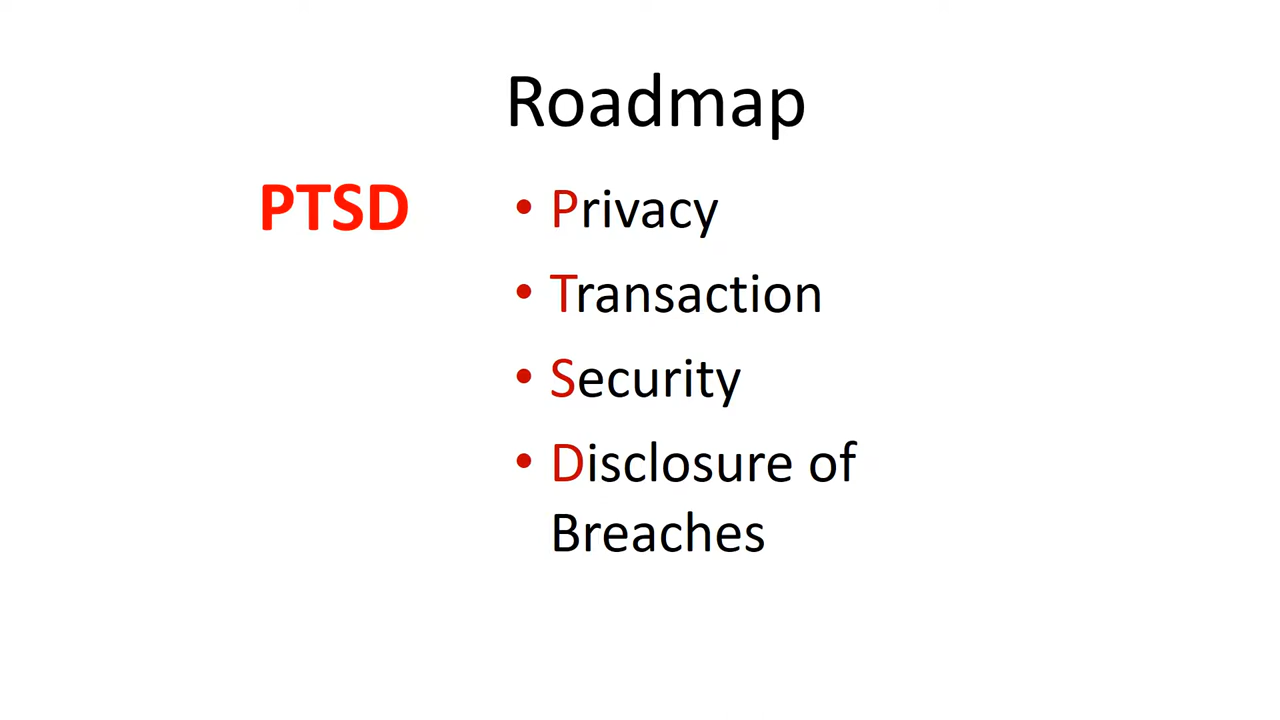 Roadmap
PTSD
• Privacy
• Transaction
• Security
• Disclosure of
Breaches